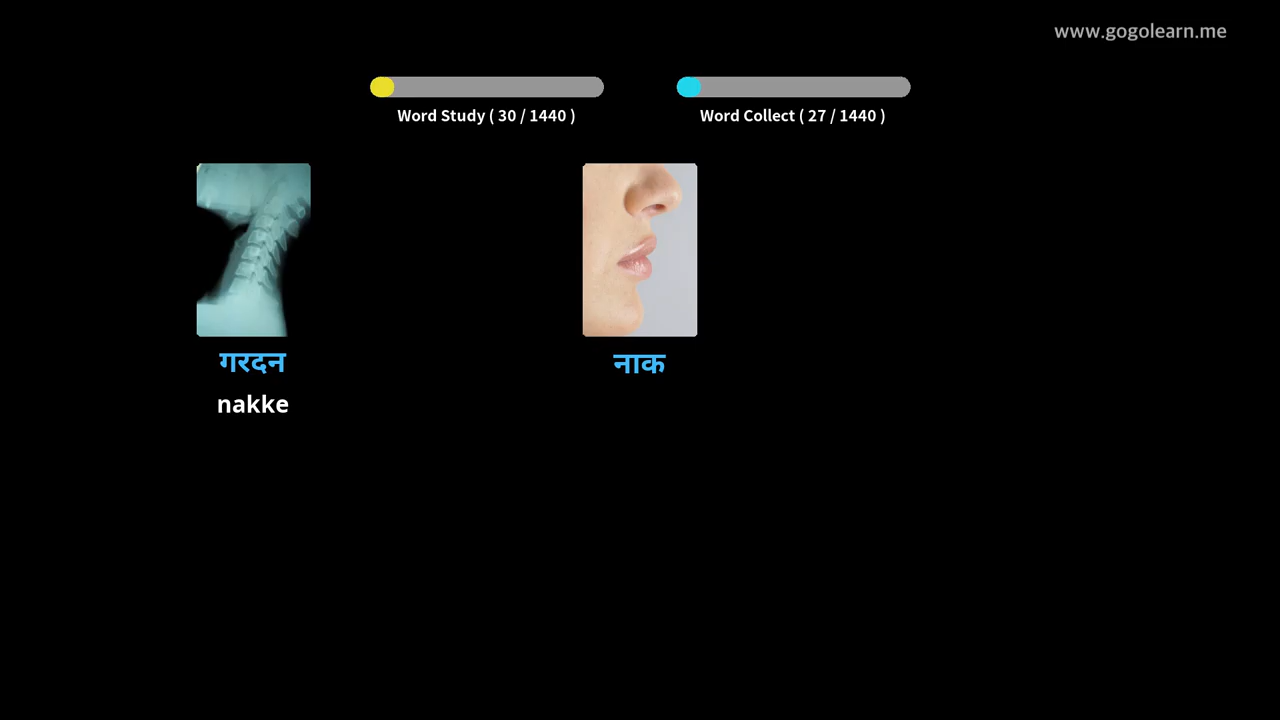 www.gogolearn.me
Word Study ( 30 / 1440 )
Word Collect ( 27 / 1440 )
गरदन
नाक
nakke